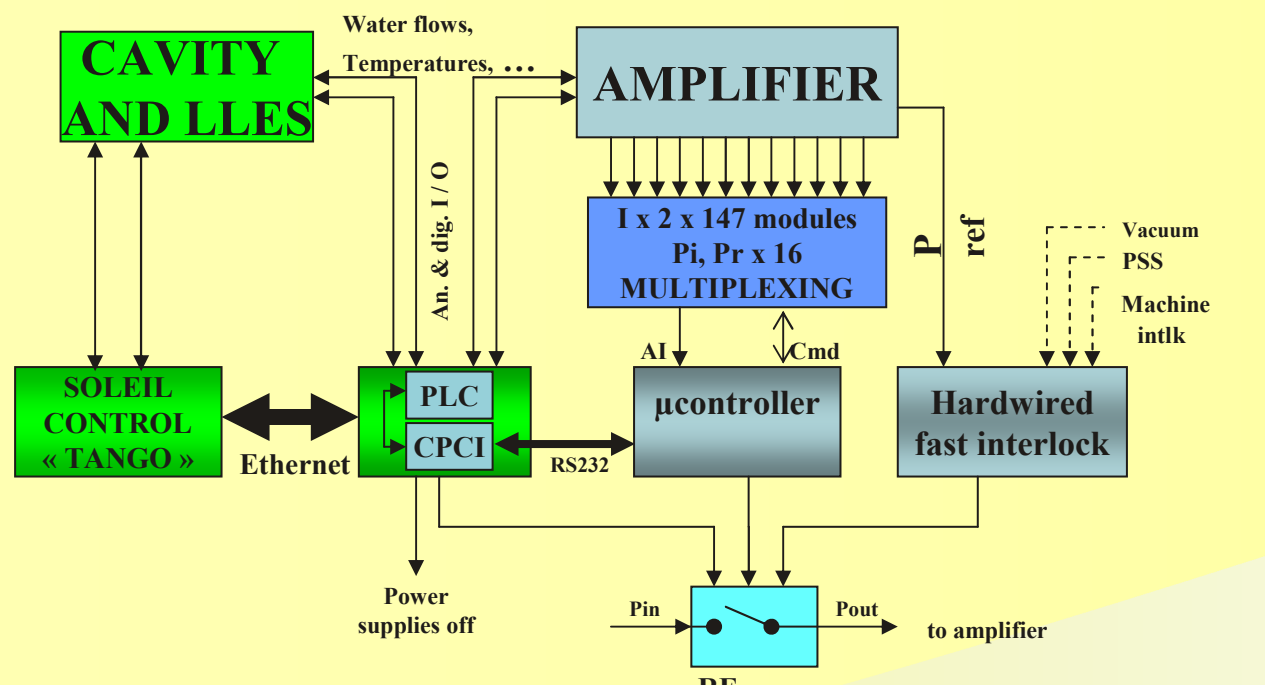 Water flows,
Temperatures, …
CAVITY
AND LLES
AMPLIFIER
An. & dig. I / O
I x 2 x 147 modules
Pi, Pr x 16
MULTIPLEXING
P ref
Vacuum
PSS
Machine
intlk
AI
Cmd
SOLEIL
CONTROL
« TANGO »
Ethernet
PLC
CPCI
RS232
µcontroller
Hardwired
fast interlock
Power
supplies off
Pin
Pout
to amplifier